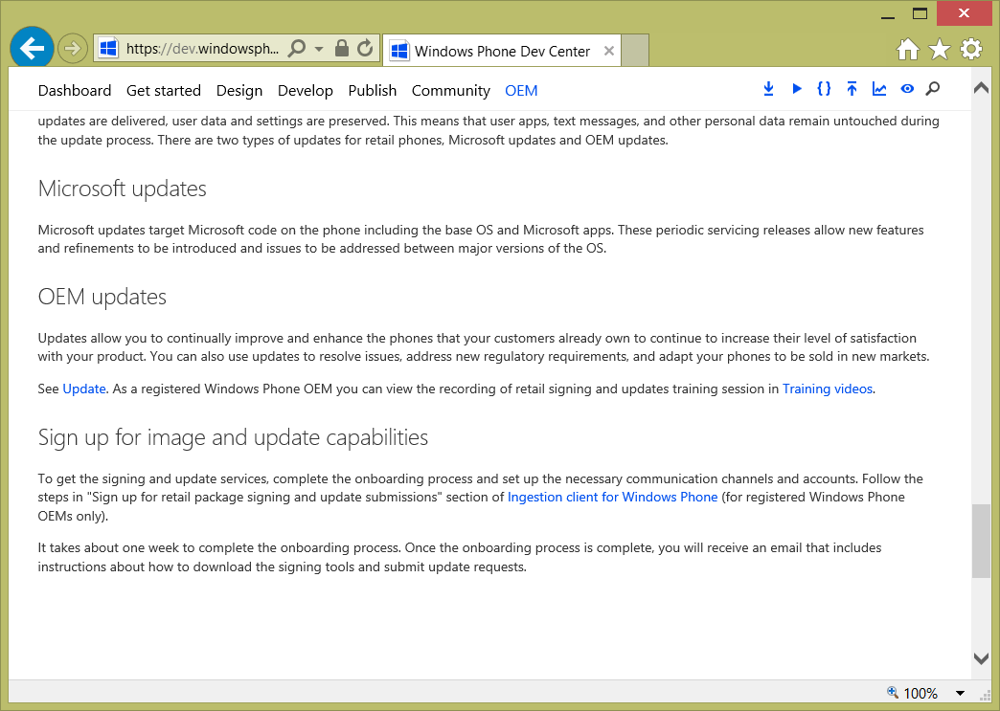 https://dev.windowsph...
Windows Phone Dev Center
Dashboard Get started Design Develop Publish Community OEM
updates are delivered, user data and settings are preserved. This means that user apps, text messages, and other personal data remain untouched during
the update process. There are two types of updates for retail phones, Microsoft updates and OEM updates.
Microsoft updates
Microsoft updates target Microsoft code on the phone including the base OS and Microsoft apps. These periodic servicing releases allow new features
and refinements to be introduced and issues to be addressed between major versions of the OS.
OEM updates
Updates allow you to continually improve and enhance the phones that your customers already own to continue to increase their level of satisfaction
with your product. You can also use updates to resolve issues, address new regulatory requirements, and adapt your phones to be sold in new markets.
See Update. As a registered Windows Phone OEM you can view the recording of retail signing and updates training session in Training videos.
Sign up for image and update capabilities
To get the signing and update services, complete the onboarding process and set up the necessary communication channels and accounts. Follow the
steps in "Sign up for retail package signing and update submissions" section of Ingestion client for Windows Phone (for registered Windows Phone
OEMs only).
It takes about one week to complete the onboarding process. Once the onboarding process is complete, you will receive an email that includes
instructions about how to download the signing tools and submit update requests.
100%